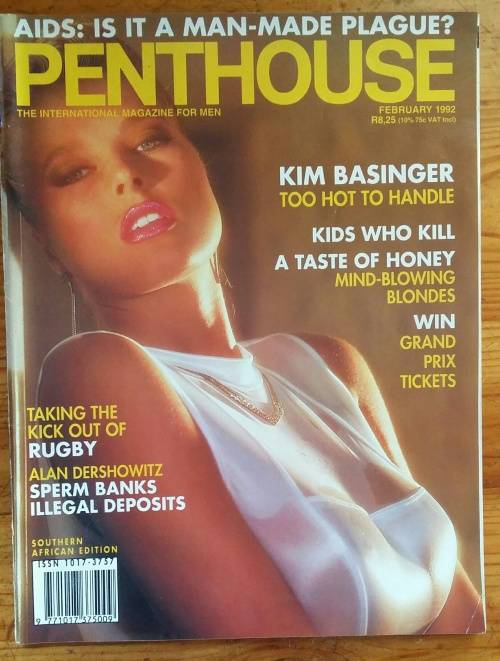 AIDS: IS IT A MAN-MADE PLAGUE?
PENTHOUSE
THE INTERNATIONAL MAGAZINE FOR MEN
FEBRUARY 1992
R8,25 (10% 75c VAT Incl)
KIM BASINGER
TOO HOT TO HANDLE
KIDS WHO KILL
A TASTE OF HONEY
MIND-BLOWING
BLONDES
WIN
GRAND
PRIX
TICKETS
TAKING THE
KICK OUT OF
RUGBY
ALAN DERSHOWITZ
SPERM BANKS
ILLEGAL DEPOSITS
SOUTHERN
AFRICAN EDITION
ISSN 1017-3757
9 771017 375009